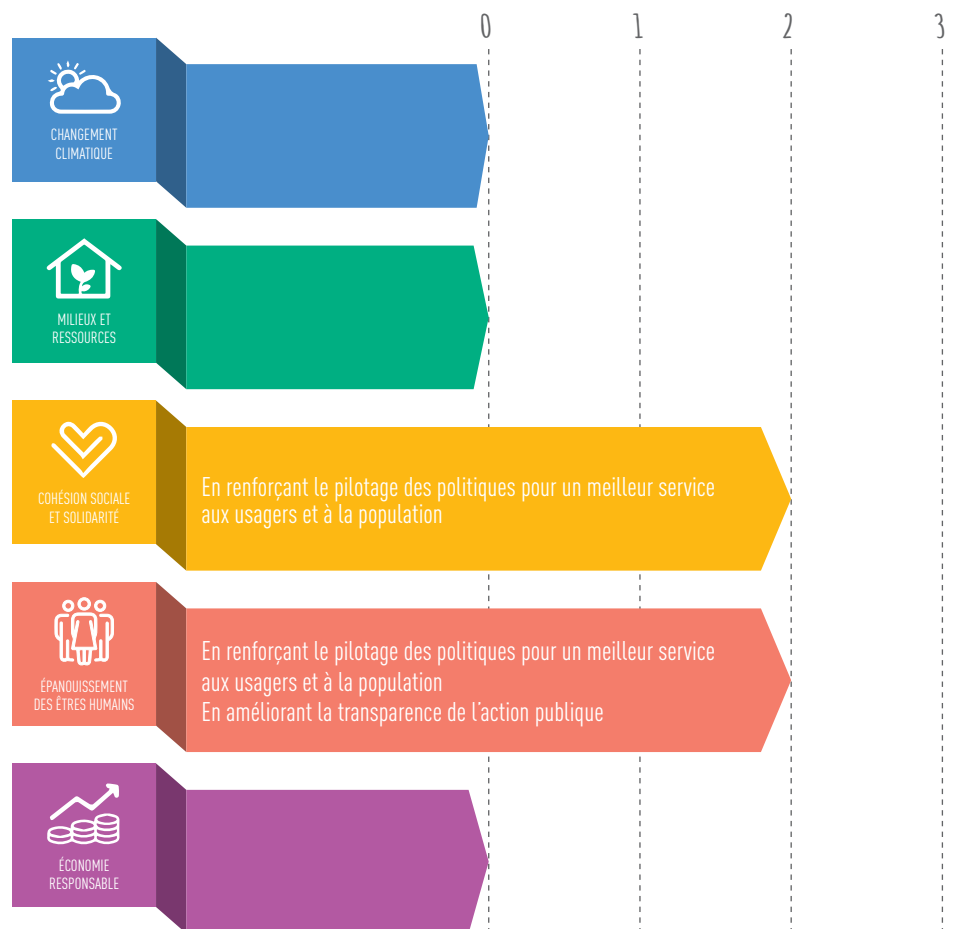 0 1 2 3
CHANGEMENT
CLIMATIQUE
MILIEUX ET
RESSOURCES
COHÉSION SOCIALE
ET SOLIDARITÉ
En renforçant le pilotage des politiques pour un meilleur service
aux usagers et à la population
ÉPANOUISSEMENT
DES ÊTRES HUMAINS
En renforçant le pilotage des politiques pour un meilleur service
aux usagers et à la population
En améliorant la transparence de l'action publique
ÉCONOMIE
RESPONSABLE